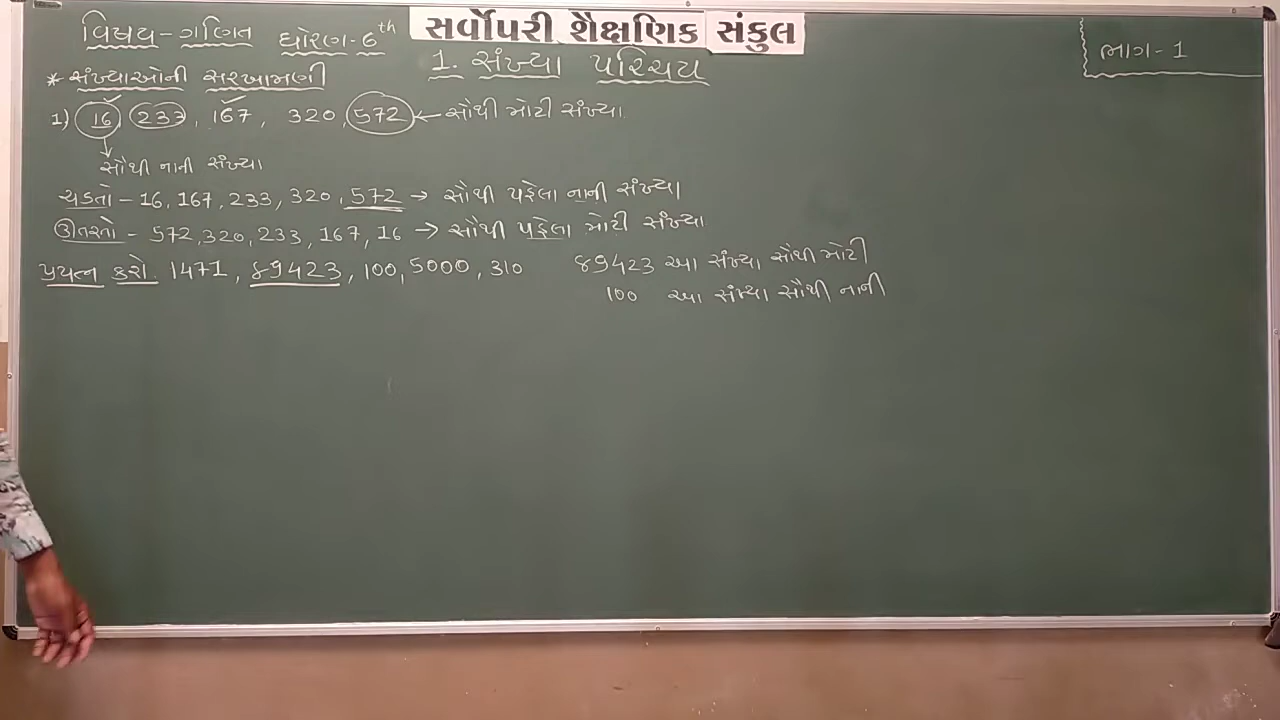 સર્વોપરી શૈક્ષણિક સંકુલ
વિષય-ગણિત ધોરણ-6th
1. સંખ્યા પરિચય
ભાગ-1
* સંખ્યાઓની સરખામણી
1) 16, 233, 167, 320, 572 ← સૌથી મોટી સંખ્યા
↓
સૌથી નાની સંખ્યા
ચડતો - 16, 167, 233, 320, 572 → સૌથી પહેલા નાની સંખ્યા
ઊતરતો - 572, 320, 233, 167, 16 → સૌથી પહેલા મોટી સંખ્યા
પ્રયત્ન કરો. 1471, 89423, 100, 5000, 310 89423 આ સંખ્યા સૌથી મોટી
100 આ સંખ્યા સૌથી નાની